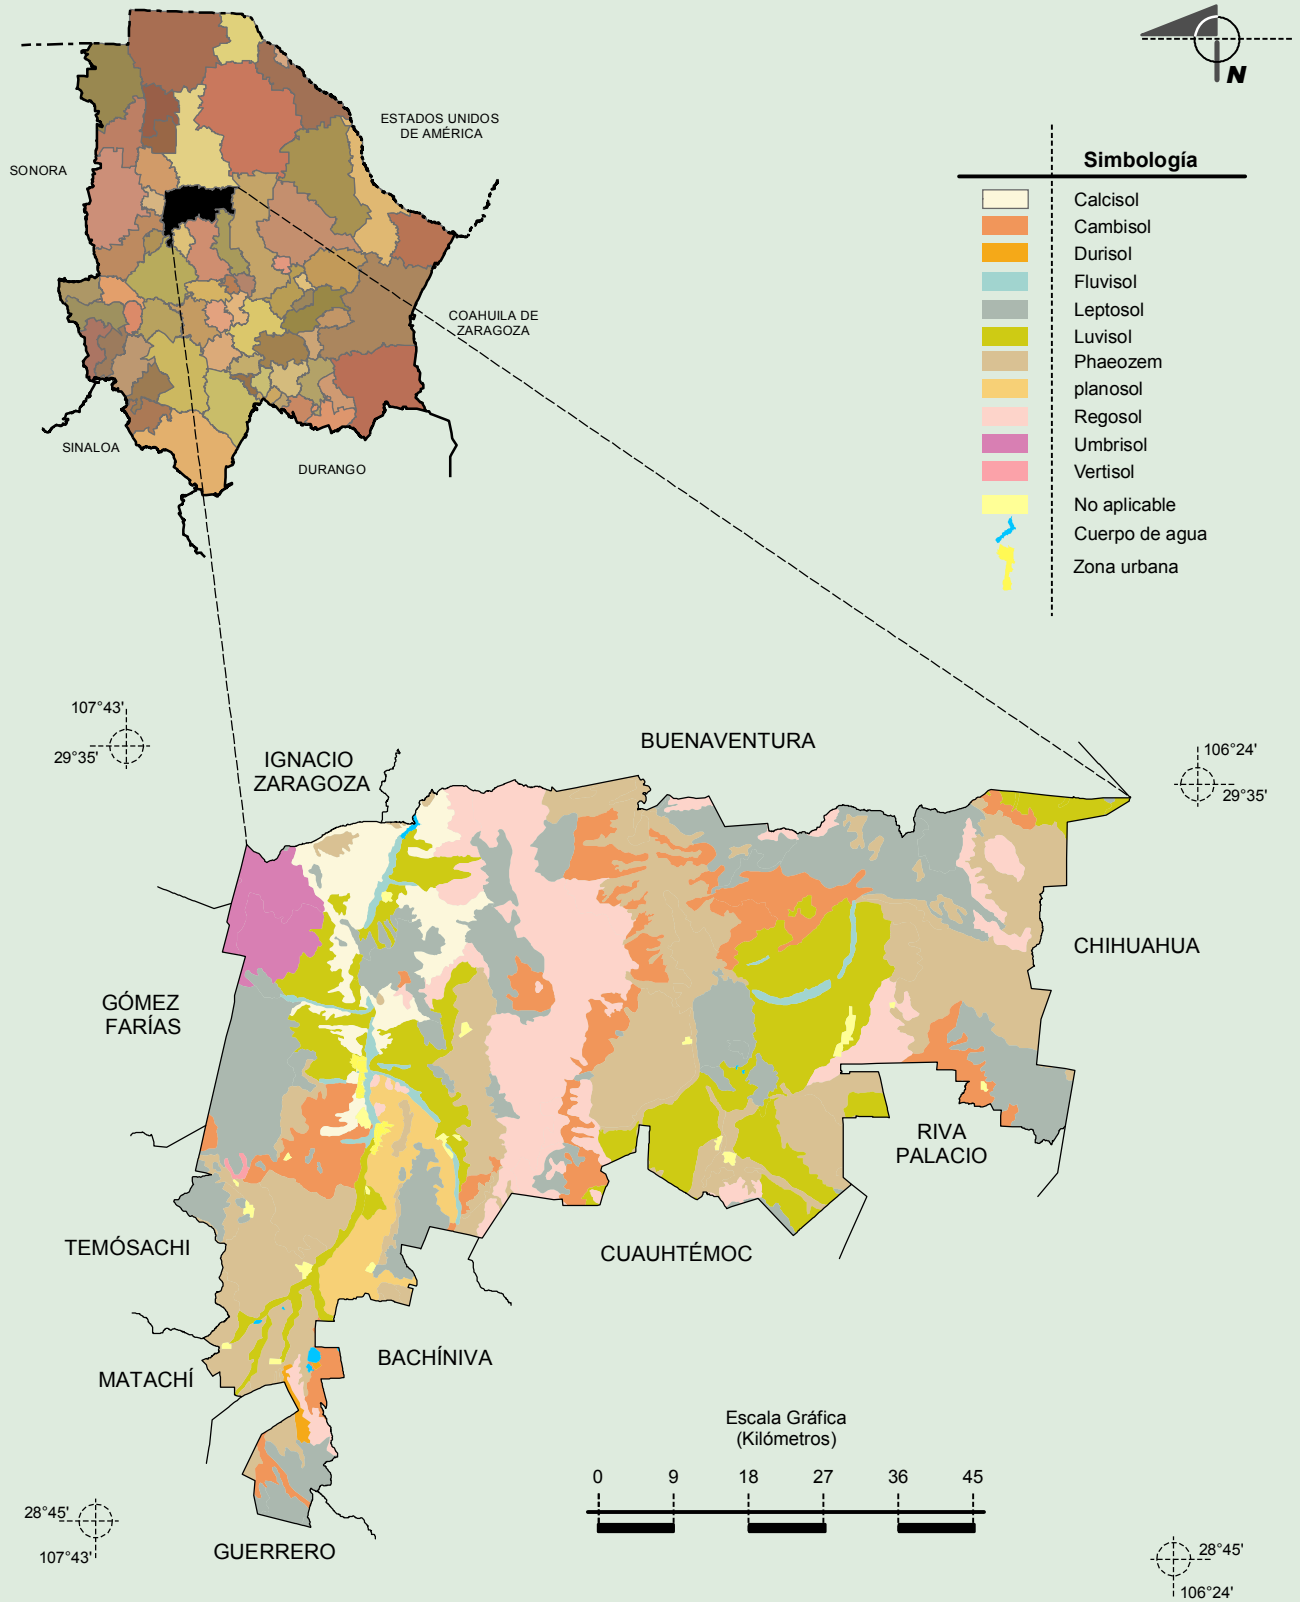 N
ESTADOS UNIDOS
DE AMÉRICA
SONORA
COAHUILA DE
ZARAGOZA
SINALOA
DURANGO
Simbología
Calcisol
Cambisol
Durisol
Fluvisol
Leptosol
Luvisol
Phaeozem
planosol
Regosol
Umbrisol
Vertisol
No aplicable
Cuerpo de agua
Zona urbana
107°43'
29°35'
106°24'
29°35'
IGNACIO
ZARAGOZA
BUENAVENTURA
CHIHUAHUA
GÓMEZ
FARÍAS
RIVA
PALACIO
TEMÓSACHI
CUAUHTÉMOC
BACHÍNIVA
MATACHÍ
GUERRERO
Escala Gráfica
(Kilómetros)
0 9 18 27 36 45
28°45'
107°43'
28°45'
106°24'